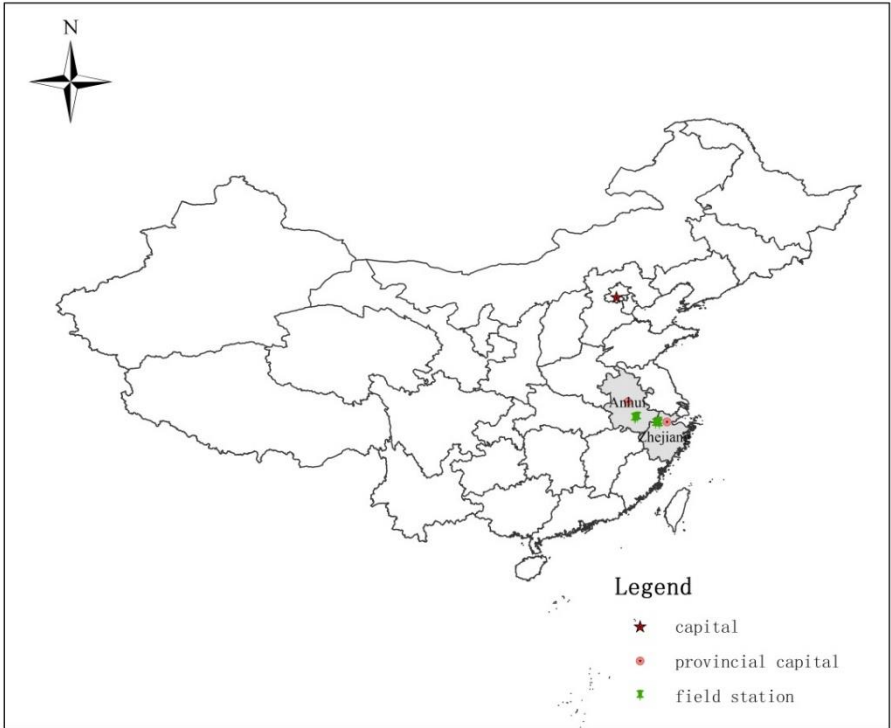 N
Anhui
Zhejiang
Legend
capital
provincial capital
field station